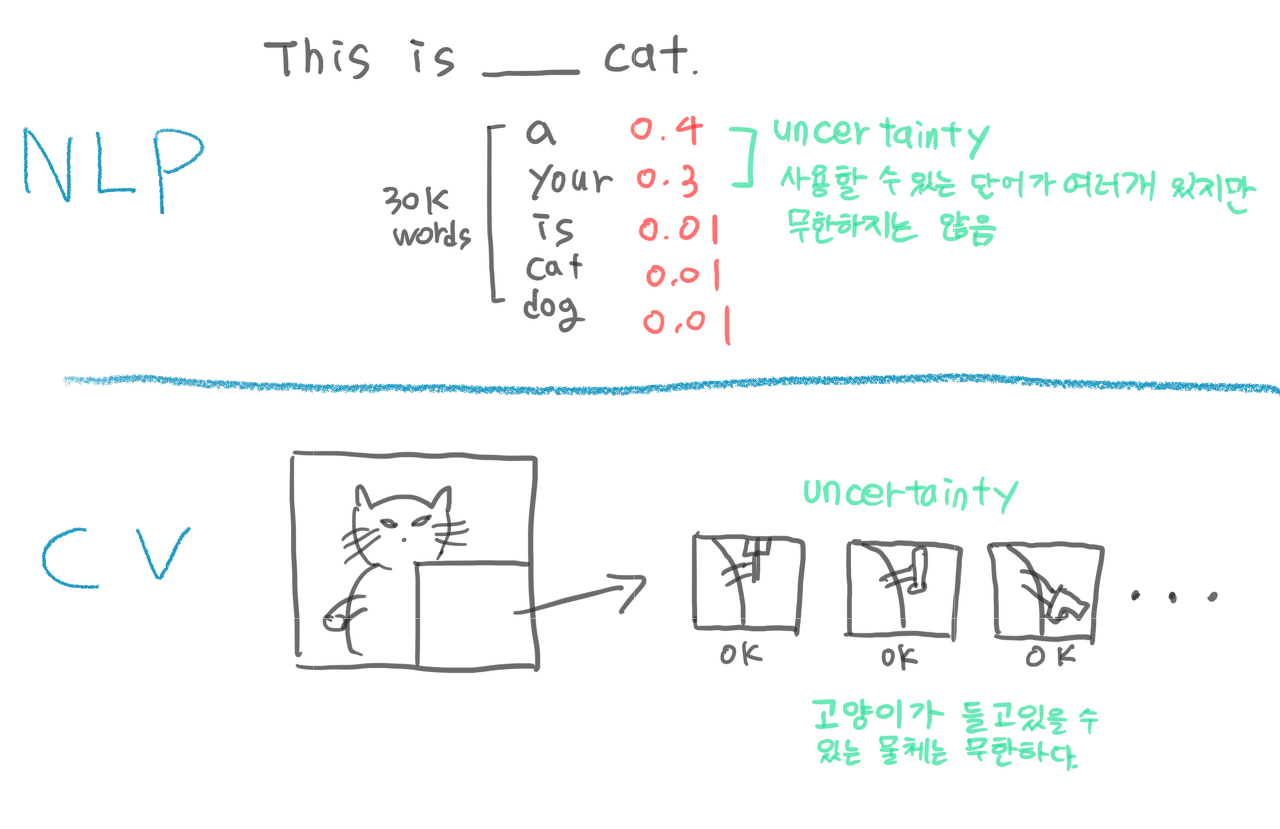 This is ___ cat.
NLP
30K
words
a 0.4
your 0.3
is 0.01
cat 0.01
dog 0.01
uncertainty
사용할 수 있는 단어가 여러개 있지만
무한하지는 않음
CV
uncertainty
OK OK OK
...
고양이가 들고있을 수
있는 물체는 무한하다.